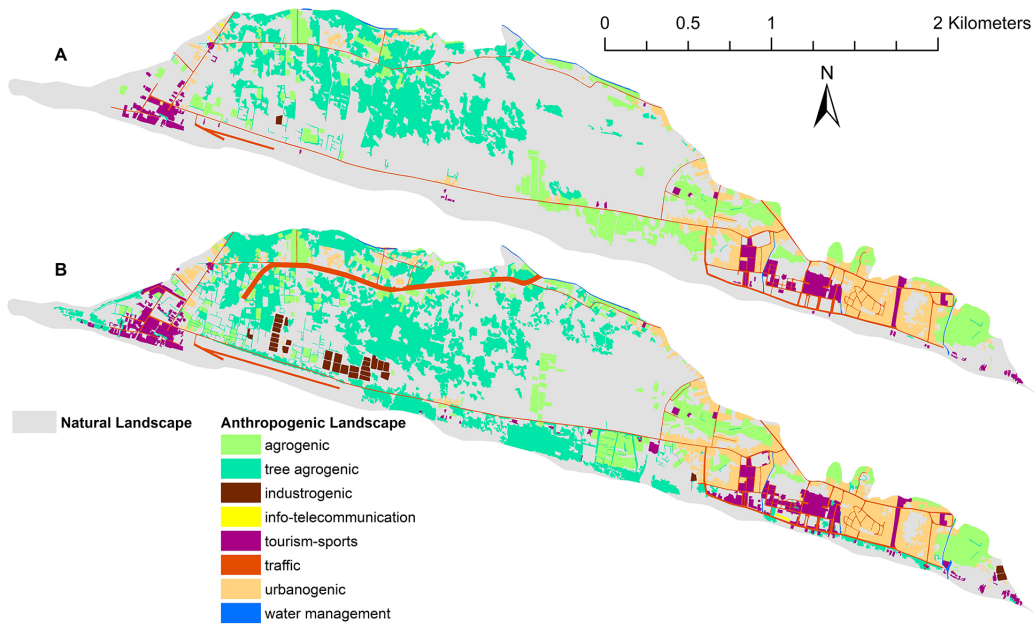 0 0.5 1 2 Kilometers
A
N
B
Natural Landscape
Anthropogenic Landscape
agrogenic
tree agrogenic
industrogenic
info-telecommunication
tourism-sports
traffic
urbanogenic
water management